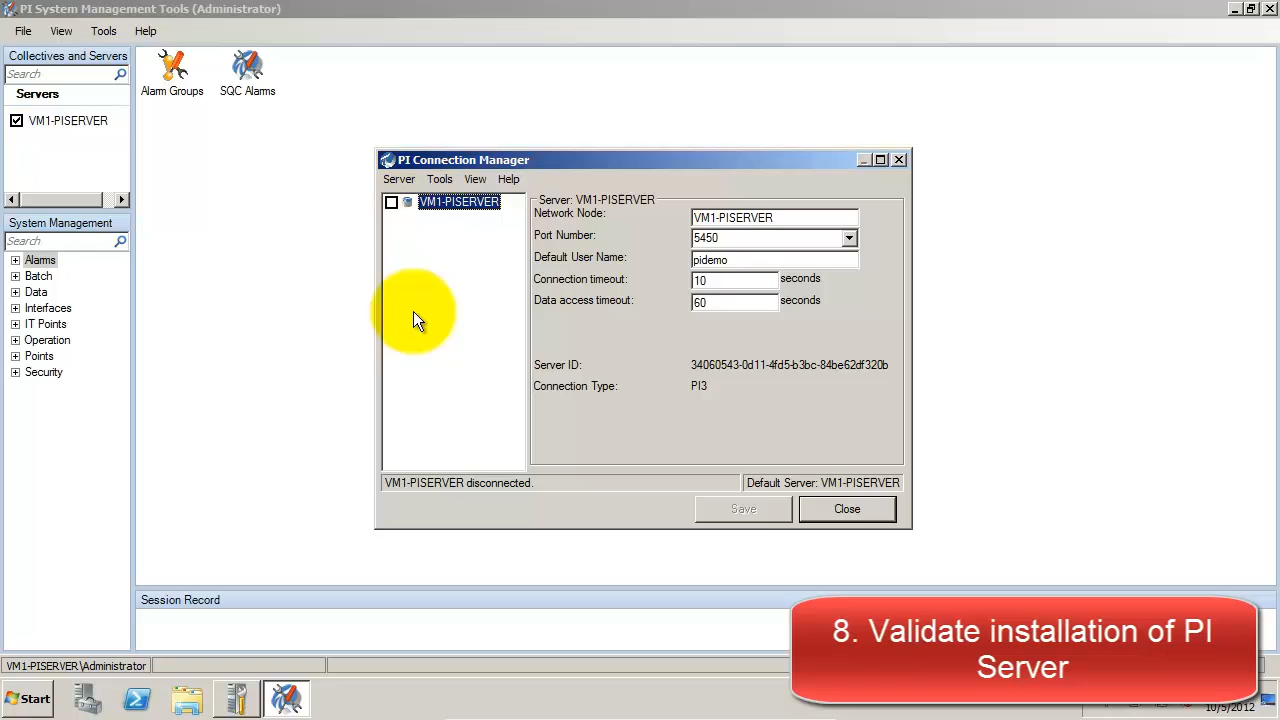 PI System Management Tools (Administrator)
File View Tools Help
Collectives and Servers
Search
Servers
VM1-PISERVER
System Management
Search
Alarms
Batch
Data
Interfaces
IT Points
Operation
Points
Security
Alarm Groups
SQC Alarms
PI Connection Manager
Server Tools View Help
VM1-PISERVER
Server: VM1-PISERVER
Network Node: VM1-PISERVER
Port Number: 5450
Default User Name: pidemo
Connection timeout: 10 seconds
Data access timeout: 60 seconds
Server ID: 34060543-0d11-4fd5-b3bc-84be62df320b
Connection Type: PI3
VM1-PISERVER disconnected.
Default Server: VM1-PISERVER
Save
Close
Session Record
8. Validate installation of PI
Server
VM1-PISERVER\Administrator
Start
10/5/2012